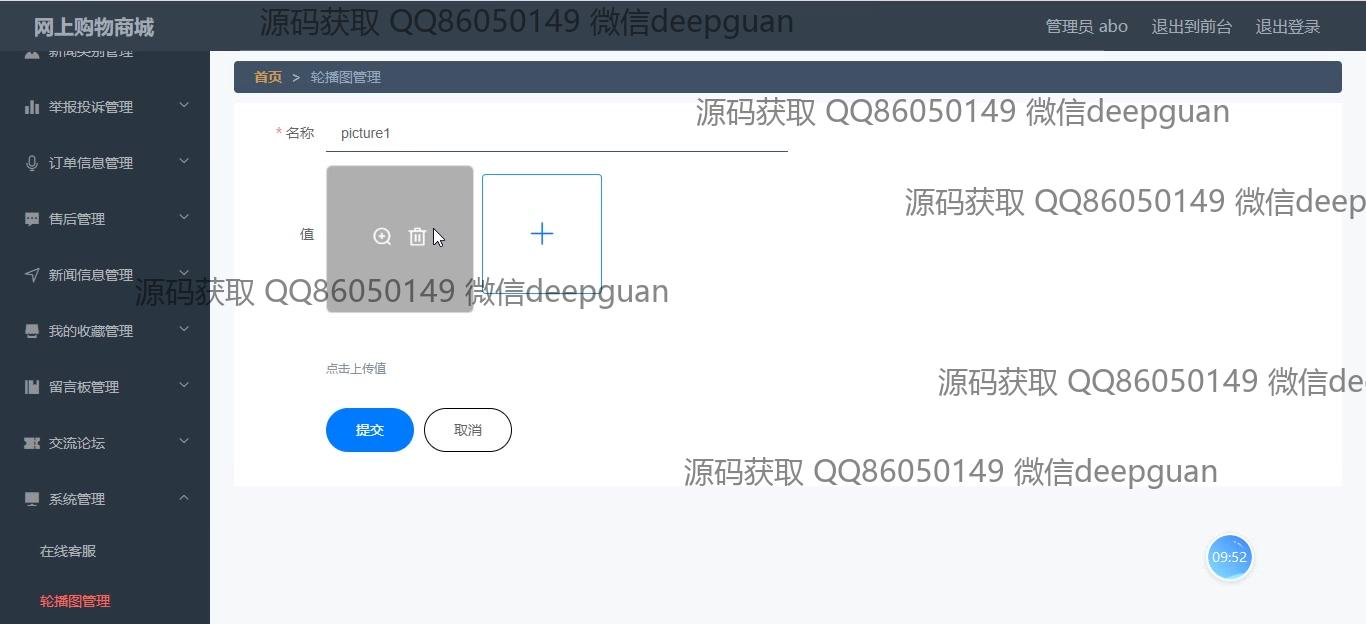 网上购物商城
源码获取 QQ86050149 微信deepguan
管理员 abo 退出到前台 退出登录
新闻类别管理
首页 > 轮播图管理
举报投诉管理
源码获取 QQ86050149 微信deepguan
* 名称 picture1
订单信息管理
源码获取 QQ86050149 微信deep
售后管理
值
新闻信息管理
源码获取 QQ86050149 微信deepguan
我的收藏管理
点击上传值
留言板管理
源码获取 QQ86050149 微信de
提交 取消
交流论坛
源码获取 QQ86050149 微信deepguan
系统管理
在线客服
09:52
轮播图管理